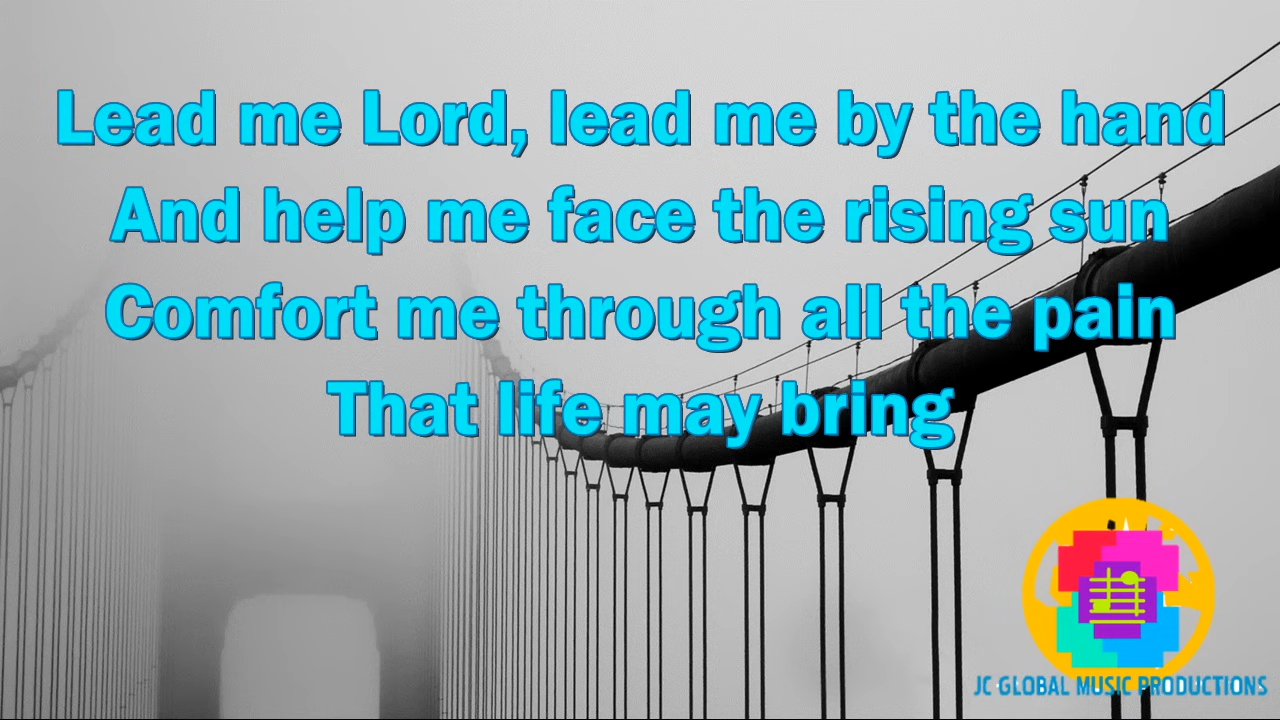 Lead me Lord, lead me by the hand
And help me face the rising sun
Comfort me through all the pain
That life may bring
JC GLOBAL MUSIC PRODUCTIONS